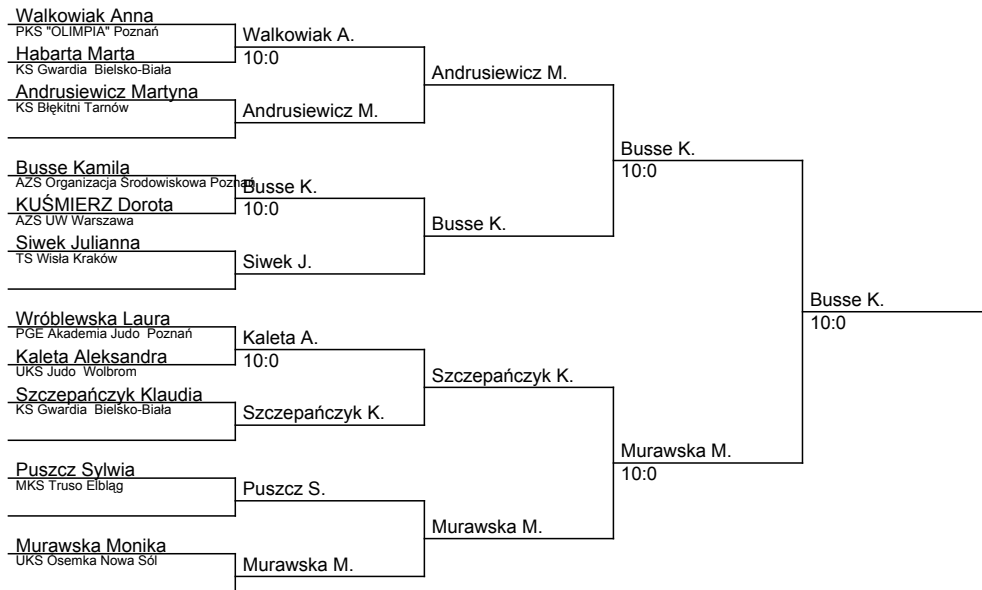 Walkowiak Anna
PKS "OLIMPIA" Poznań
Habarta Marta
KS Gwardia Bielsko-Biała
Andrusiewicz Martyna
KS Błękitni Tarnów
Busse Kamila
AZS Organizacja Środowiskowa Poznań
KUŚMIERZ Dorota
AZS UW Warszawa
Siwek Julianna
TS Wisła Kraków
Wróblewska Laura
PGE Akademia Judo Poznań
Kaleta Aleksandra
UKS Judo Wolbrom
Szczepańczyk Klaudia
KS Gwardia Bielsko-Biała
Puszcz Sylwia
MKS Truso Elbląg
Murawska Monika
UKS Ósemka Nowa Sól
Walkowiak A.
10:0
Andrusiewicz M.
Busse K.
10:0
Siwek J.
Kaleta A.
10:0
Szczepańczyk K.
Puszcz S.
Murawska M.
Andrusiewicz M.
Busse K.
Szczepańczyk K.
Murawska M.
Busse K.
10:0
Murawska M.
10:0
Busse K.
10:0